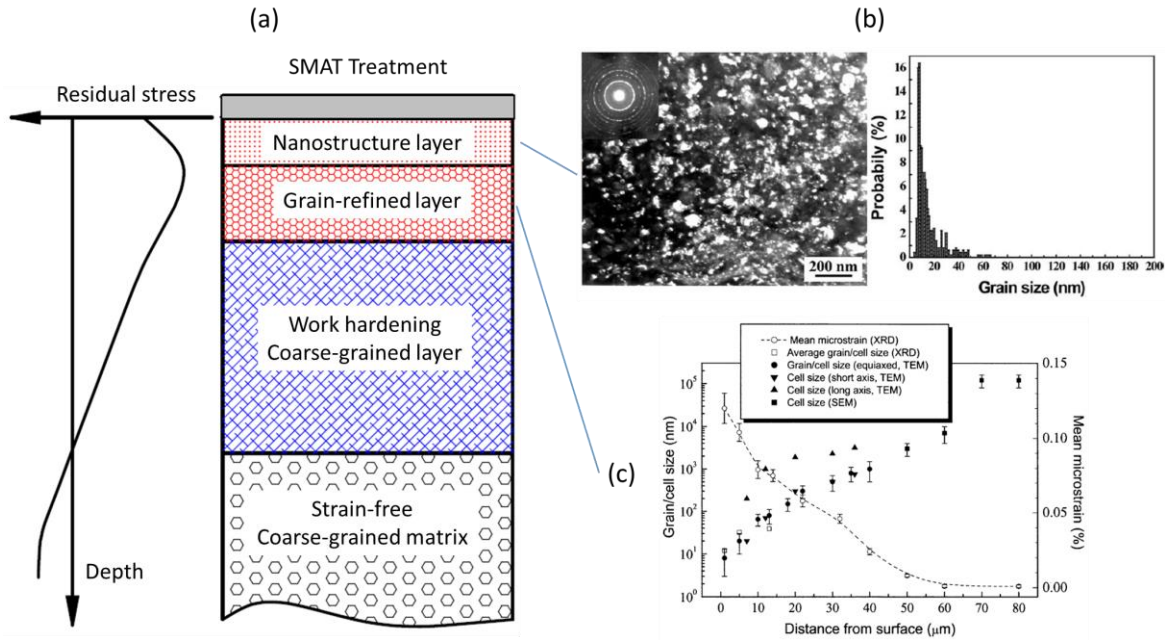 (a)
SMAT Treatment
Residual stress
Nanostructure layer
Grain-refined layer
Work hardening
Coarse-grained layer
Strain-free
Coarse-grained matrix
Depth
(b)
200 nm
Probabily (%)
16
14
12
10
8
6
4
2
0
0 20 40 60 80 100 120 140 160 180 200
Grain size (nm)
(c)
Mean microstrain (XRD)
Average grain/cell size (XRD)
Grain/cell size (equiaxed, TEM)
Cell size (short axis, TEM)
Cell size (long axis, TEM)
Cell size (SEM)
Grain/cell size (nm)
10⁵
10⁴
10³
10²
10¹
10⁰
0 10 20 30 40 50 60 70 80
Distance from surface (μm)
0.15
0.10
0.05
0.00
Mean microstrain (%)